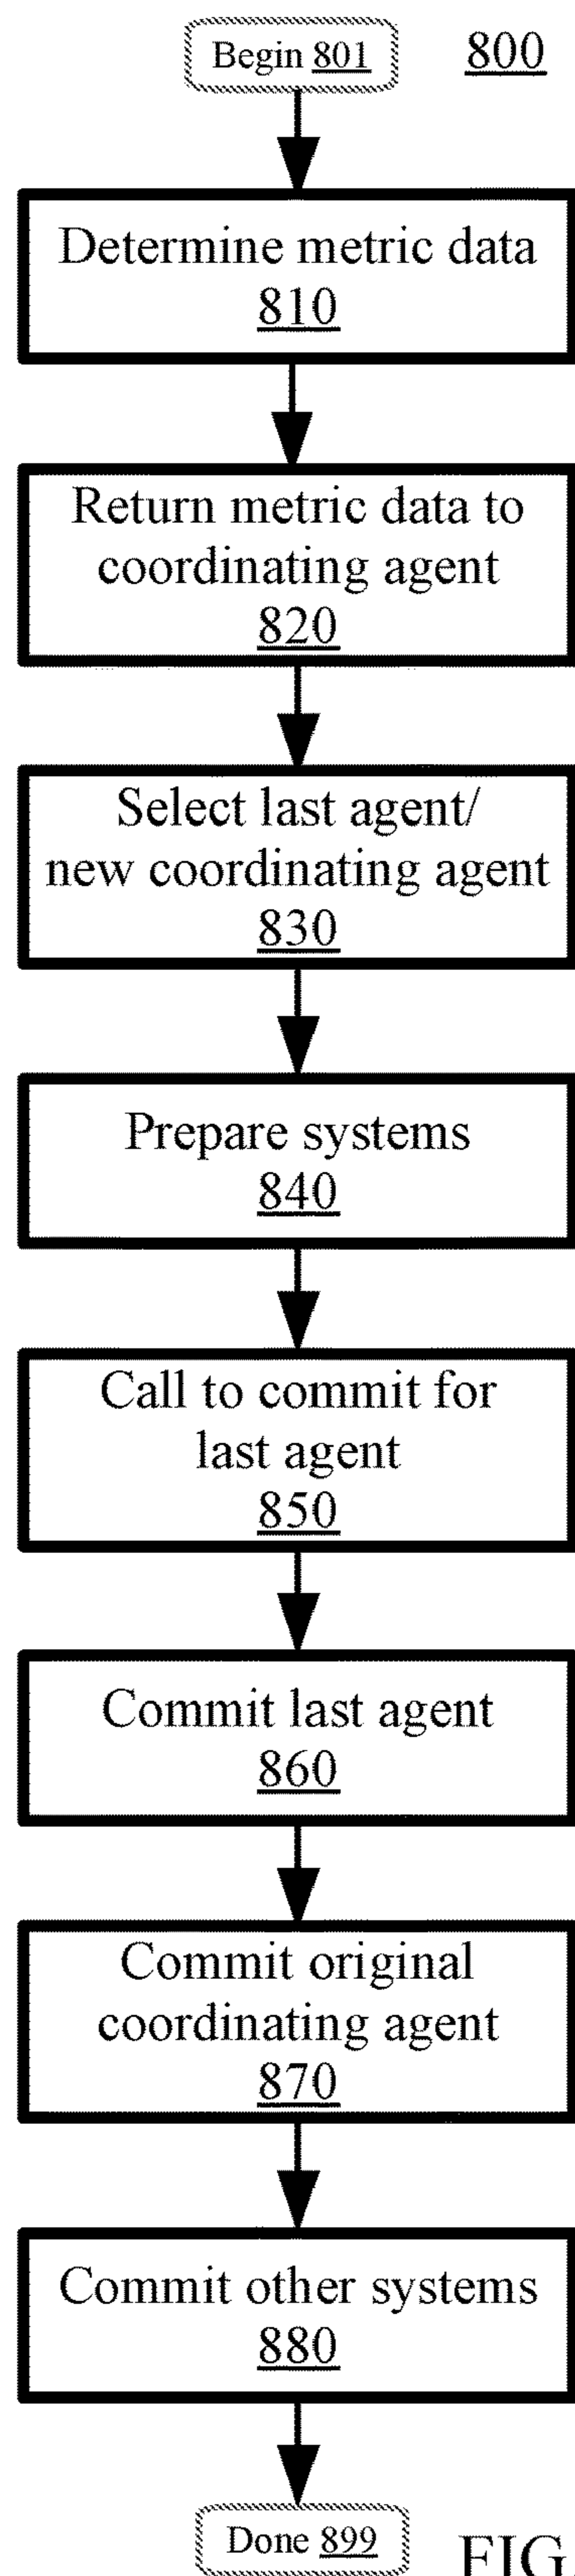 Begin 801
800
Determine metric data
810
Return metric data to
coordinating agent
820
Select last agent/
new coordinating agent
830
Prepare systems
840
Call to commit for
last agent
850
Commit last agent
860
Commit original
coordinating agent
870
Commit other systems
880
Done 899
FIG